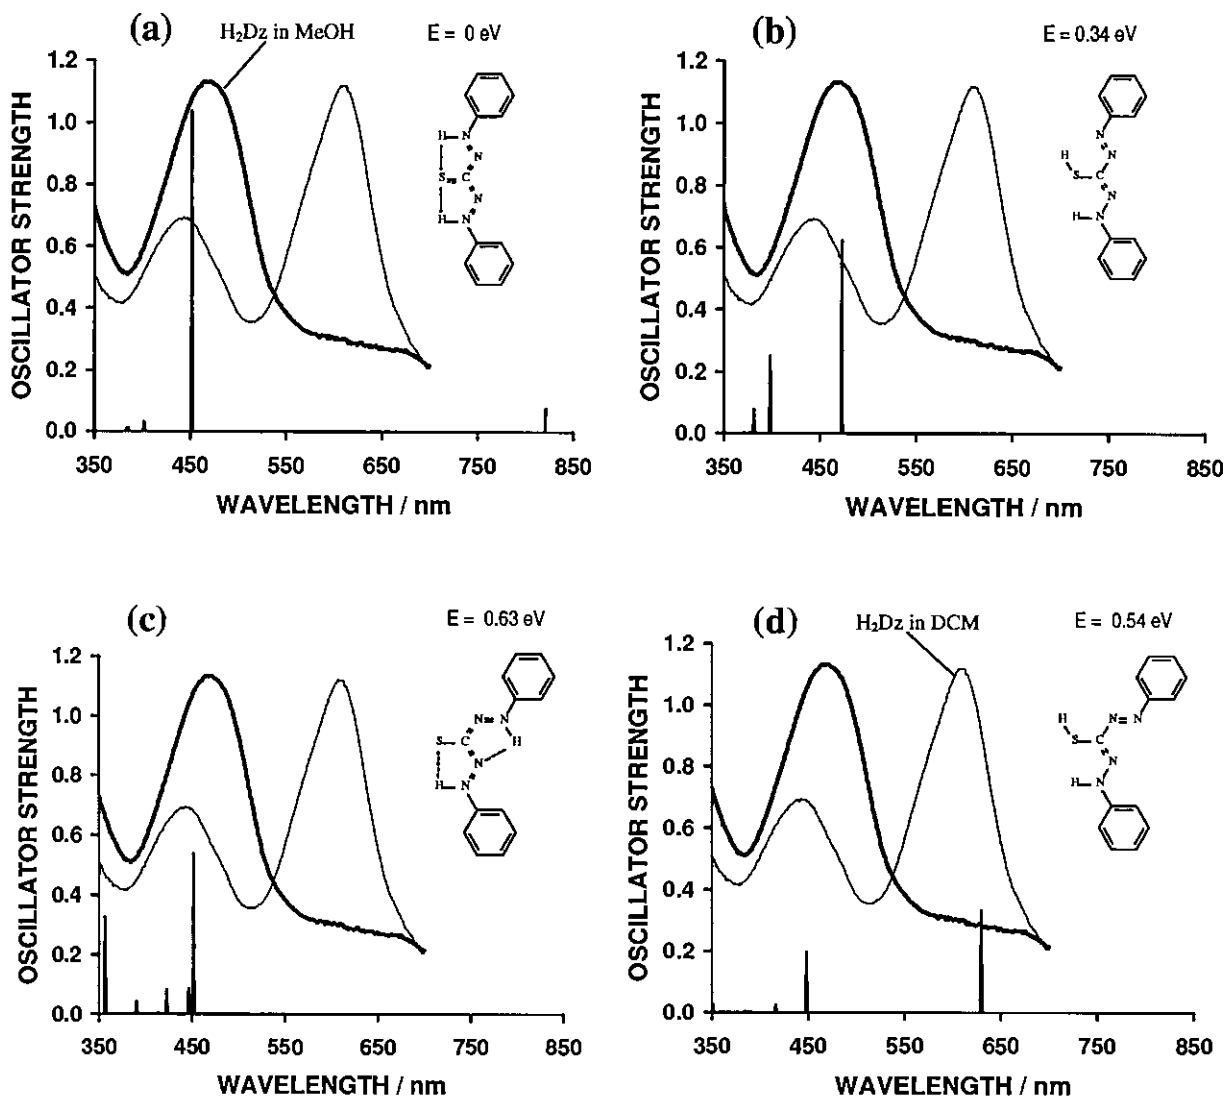 (a)
H₂Dz in MeOH
E = 0 eV
OSCILLATOR STRENGTH
1.2
1.0
0.8
0.6
0.4
0.2
0.0
350 450 550 650 750 850
WAVELENGTH / nm
H N
N
S = C
N
H N
(b)
E = 0.34 eV
OSCILLATOR STRENGTH
1.2
1.0
0.8
0.6
0.4
0.2
0.0
350 450 550 650 750 850
WAVELENGTH / nm
N
H N
S C
N
H N
(c)
E = 0.63 eV
OSCILLATOR STRENGTH
1.2
1.0
0.8
0.6
0.4
0.2
0.0
350 450 550 650 750 850
WAVELENGTH / nm
N = N
S C H
N
H N
(d)
H₂Dz in DCM
E = 0.54 eV
OSCILLATOR STRENGTH
1.2
1.0
0.8
0.6
0.4
0.2
0.0
350 450 550 650 750 850
WAVELENGTH / nm
H N = N
S C
N
H N